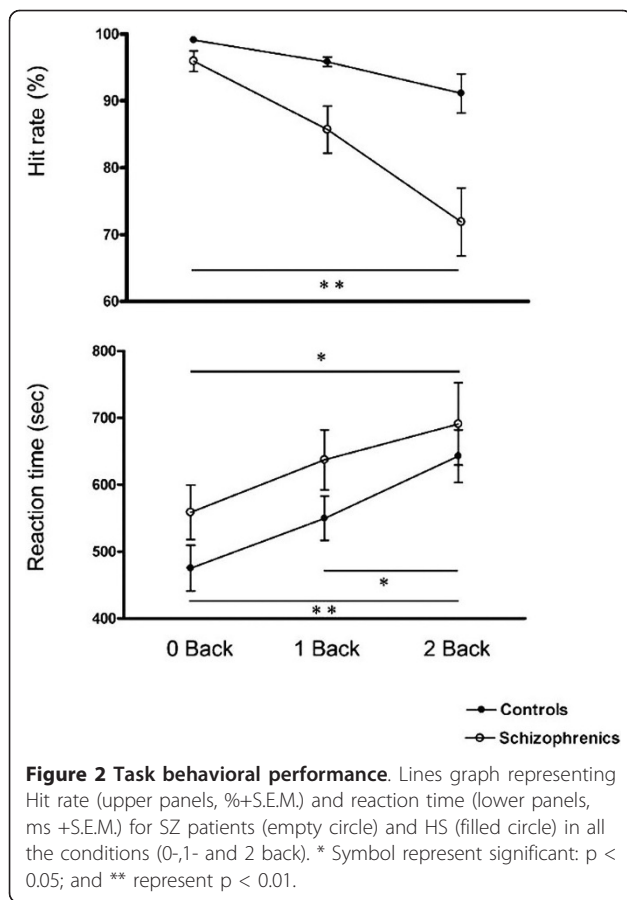 100
90
80
70
60
Hit rate (%)
**
800
700
600
500
400
Reaction time (sec)
*
*
**
0 Back 1 Back 2 Back
Controls
Schizophrenics
Figure 2 Task behavioral performance. Lines graph representing
Hit rate (upper panels, %+S.E.M.) and reaction time (lower panels,
ms +S.E.M.) for SZ patients (empty circle) and HS (filled circle) in all
the conditions (0-,1- and 2 back). * Symbol represent significant: p <
0.05; and ** represent p < 0.01.